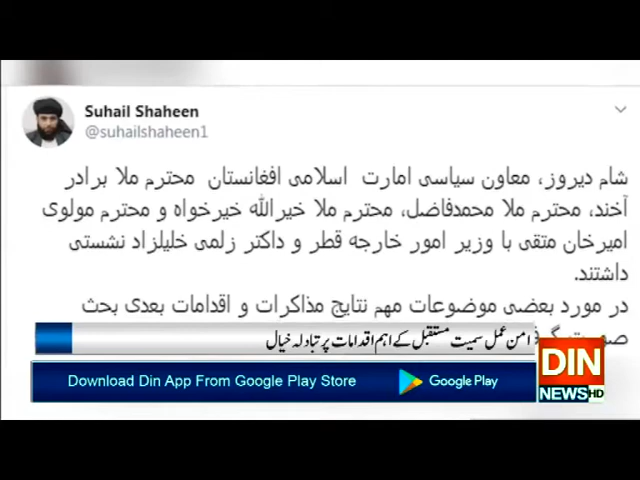 Suhail Shaheen
@suhailshaheen1
شام دیروز، معاون سیاسی امارت اسلامی افغانستان محترم ملا برادر
آخند، محترم ملا محمدفاضل، محترم ملا خیرالله خیرخواه و محترم مولوی
امیرخان متقی با وزیر امور خارجه قطر و داکتر زلمی خلیلزاد نشستی
داشتند.
در مورد بعضی موضوعات مهم نتایج مذاکرات و اقدامات بعدی بحث
امن عمل سمیت مستقبل کے اہم اقدامات پر تبادلہ خیال
Download Din App From Google Play Store
Google Play
DIN
NEWS HD